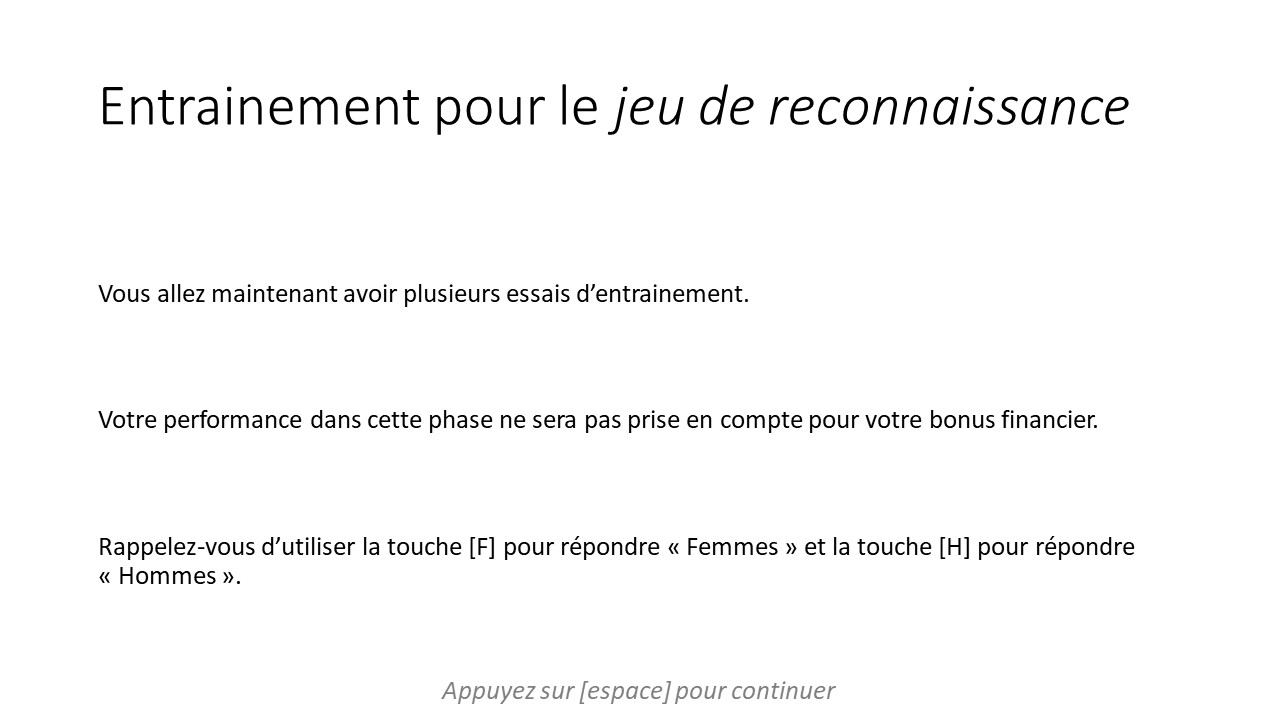 Entrainement pour le jeu de reconnaissance
Vous allez maintenant avoir plusieurs essais d’entrainement.
Votre performance dans cette phase ne sera pas prise en compte pour votre bonus financier.
Rappelez-vous d’utiliser la touche [F] pour répondre « Femmes » et la touche [H] pour répondre
« Hommes ».
Appuyez sur [espace] pour continuer